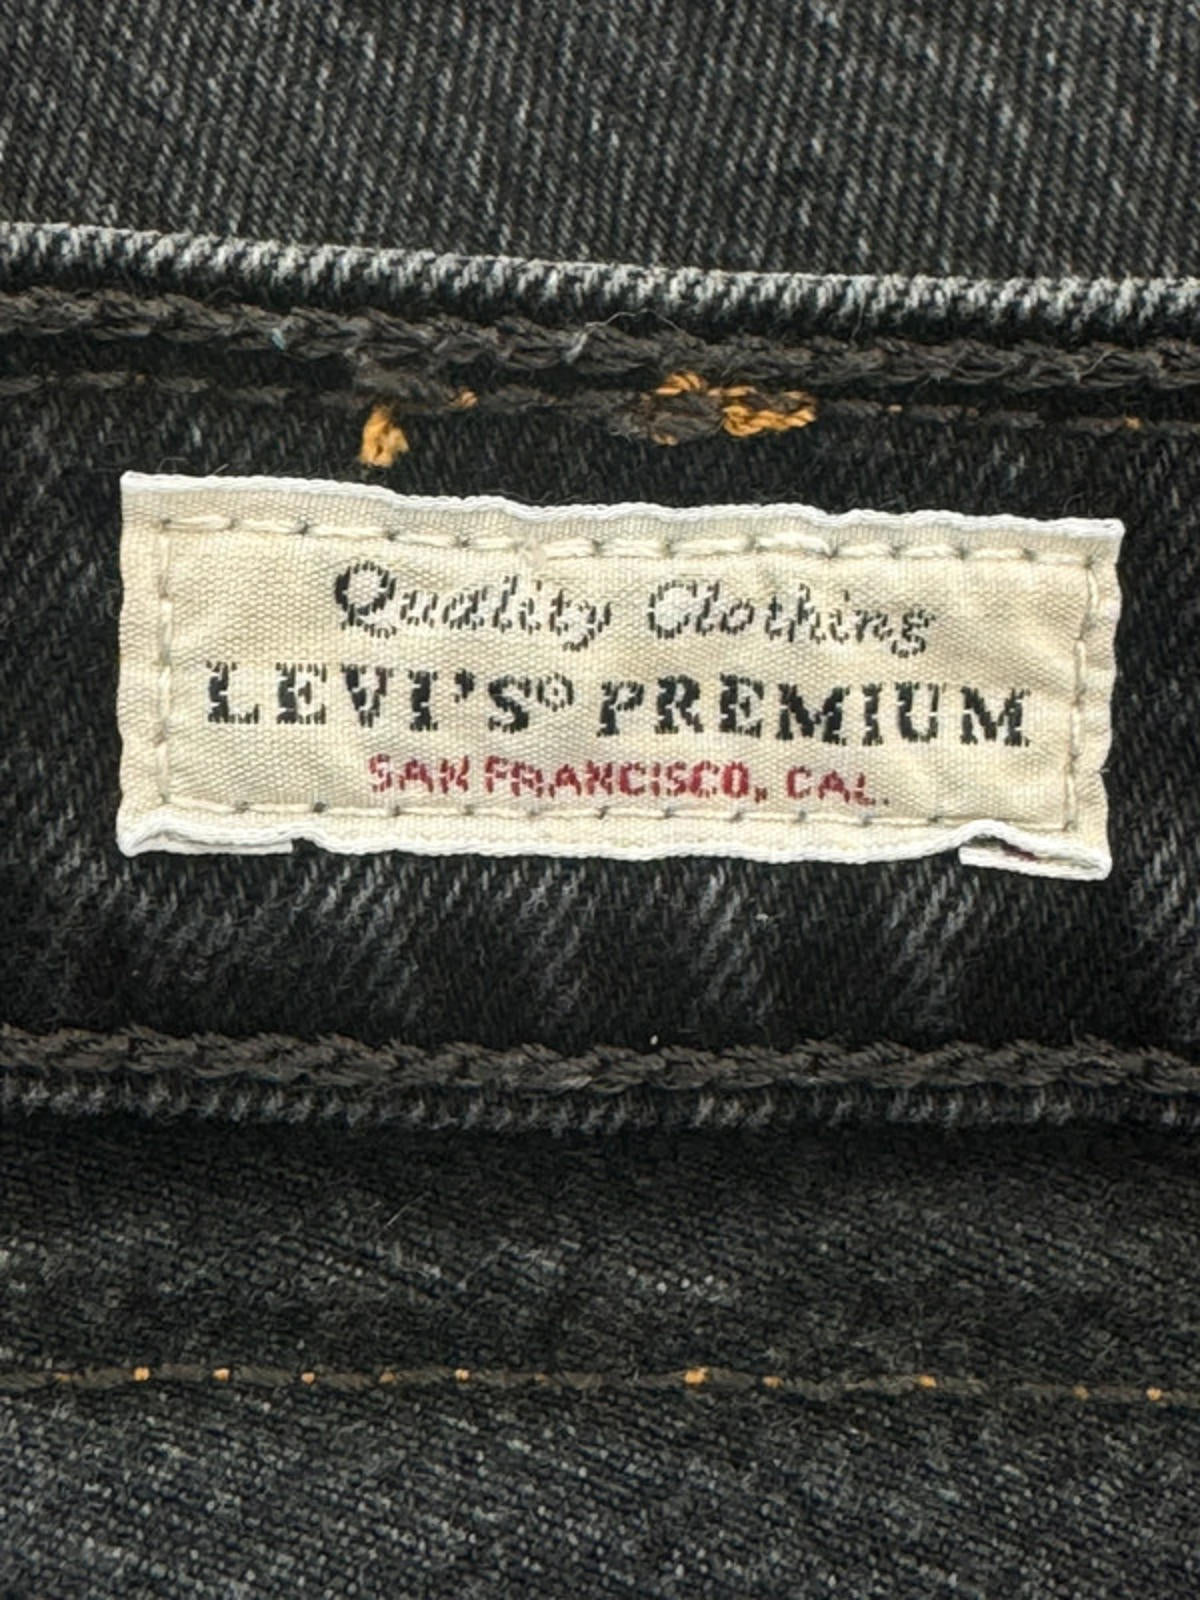 Quality Clothing
LEVI'S® PREMIUM
SAN FRANCISCO, CAL.